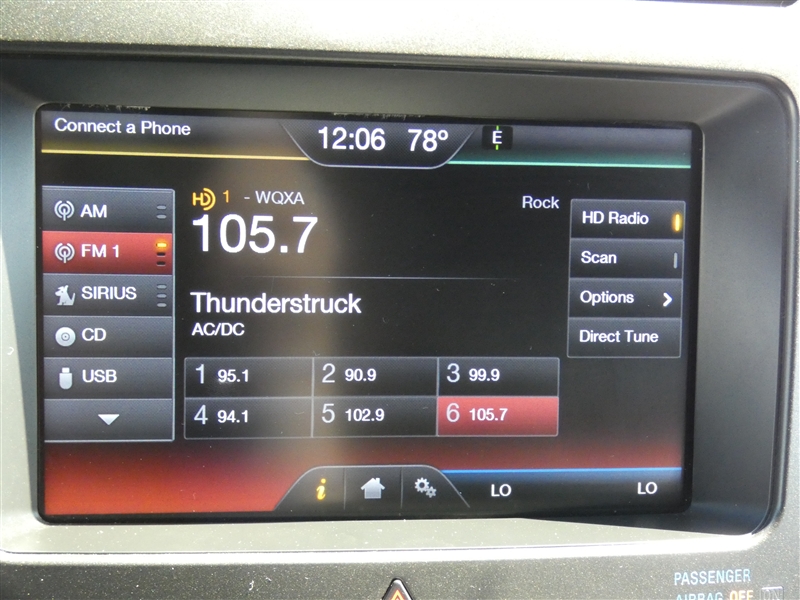 Connect a Phone
12:06 78° E
AM
FM 1
SIRIUS
CD
USB
HD 1 - WQXA
105.7
Rock
Thunderstruck
AC/DC
1 95.1
2 90.9
3 99.9
4 94.1
5 102.9
6 105.7
HD Radio
Scan
Options
Direct Tune
i
LO
LO
PASSENGER
AIRBAG OFF ON